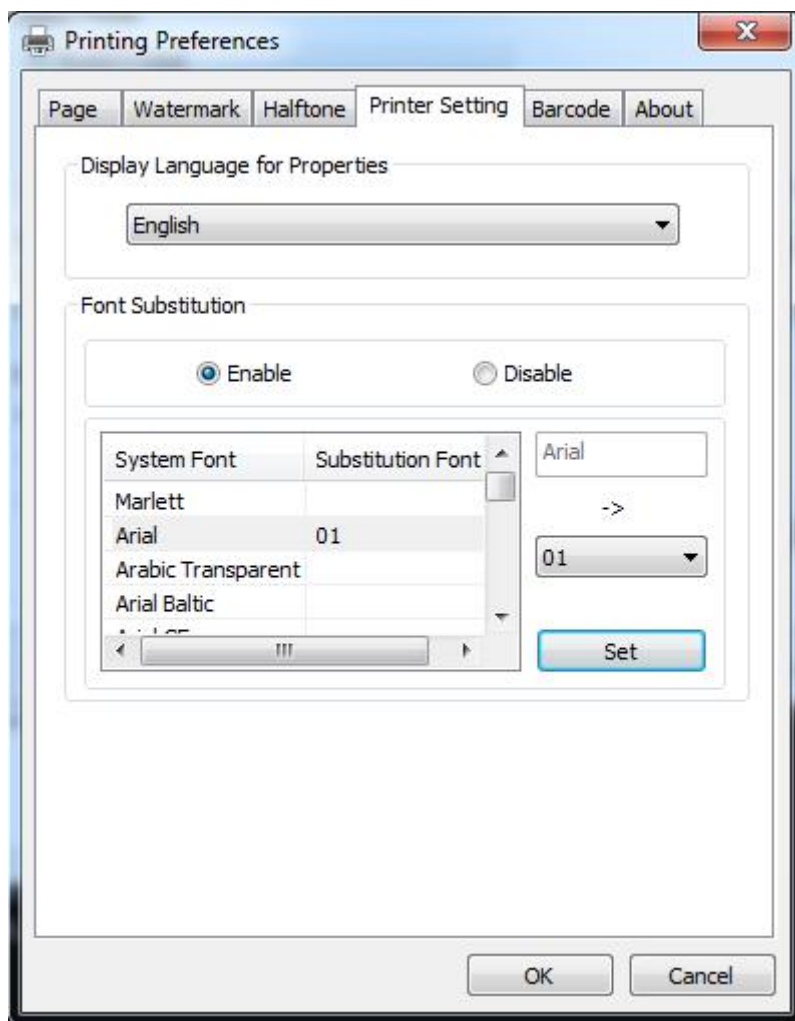 Printing Preferences
Page Watermark Halftone Printer Setting Barcode About
Display Language for Properties
English
Font Substitution
Enable Disable
System Font Substitution Font
Marlett
Arial 01
Arabic Transparent
Arial Baltic
Arial
->
01
Set
OK Cancel